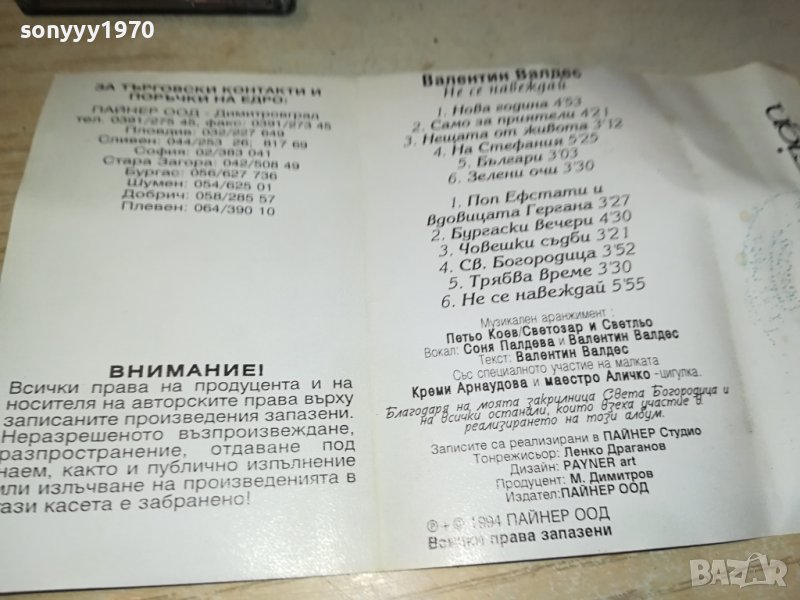 sonyyy1970
ЗА ТЪРГОВСКИ КОНТАКТИ И
ПОРЪЧКИ НА ЕДРО:
ПАЙНЕР ООД - Димитровград
тел. 0391/275 45, факс: 0391/273 45
Пловдив: 032/227 649
Сливен: 044/253 26, 817 69
София: 02/383 041
Стара Загора: 042/508 49
Бургас: 056/627 736
Шумен: 054/625 01
Добрич: 058/285 57
Плевен: 064/390 10
ВНИМАНИЕ!
Всички права на продуцента и на
носителя на авторските права върху
записаните произведения запазени.
Неразрешеното възпроизвеждане,
разпространение, отдаване под
наем, както и публично изпълнение
или излъчване на произведенията в
тази касета е забранено!
Валентин Валдес
Не се навеждай
1. Нова година 4'53
2. Само за приятели 4'21
3. Нещата от живота 3'12
4. На Стефания 5'25
5. Българи 3'03
6. Зелени очи 3'30
1. Поп Ефстати и
вдовицата Гергана 3'27
2. Бургаски вечери 4'30
3. Човешки съдби 3'21
4. Св. Богородица 3'52
5. Трябва време 3'30
6. Не се навеждай 5'55
Музикален аранжимент :
Петьо Коев/Светозар и Светльо
Вокал: Соня Палдева и Валентин Валдес
Текст: Валентин Валдес
Със специалното участие на малката
Креми Арнаудова и маестро Аличко -цигулка.
Благодаря на моята закрилница Света Богородица и
на всички останали, които взеха участие в
реализирането на този албум.
Записите са реализирани в ПАЙНЕР Студио
Тонрежисьор: Ленко Драганов
Дизайн: PAYNER art
Продуцент: М. Димитров
Издател:ПАЙНЕР ООД
℗ + © 1994 ПАЙНЕР ООД
Всички права запазени
BAZAR